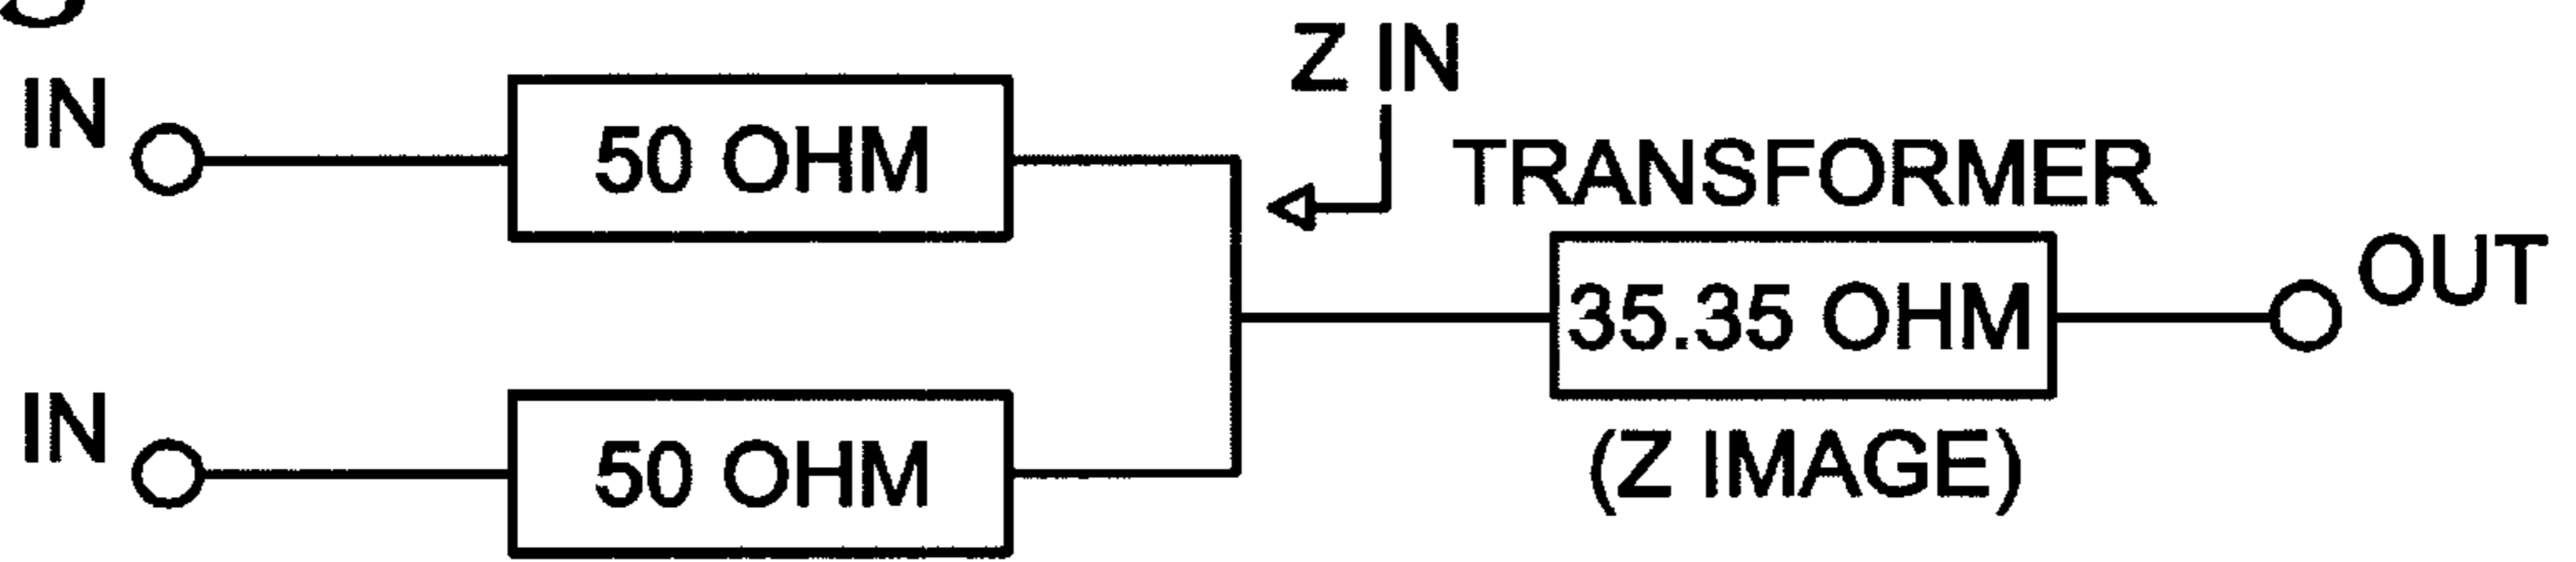 IN
50 OHM
Z IN
TRANSFORMER
35.35 OHM
OUT
(Z IMAGE)
IN
50 OHM